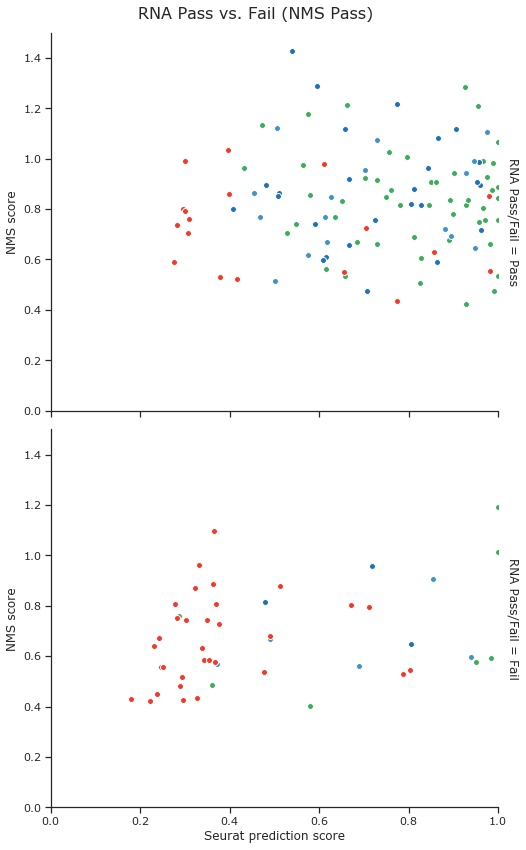 RNA Pass vs. Fail (NMS Pass)
1.4
1.2
1.0
0.8
0.6
0.4
0.2
0.0
NMS score
RNA Pass/Fail = Pass
1.4
1.2
1.0
0.8
0.6
0.4
0.2
0.0
NMS score
RNA Pass/Fail = Fail
0.0 0.2 0.4 0.6 0.8 1.0
Seurat prediction score